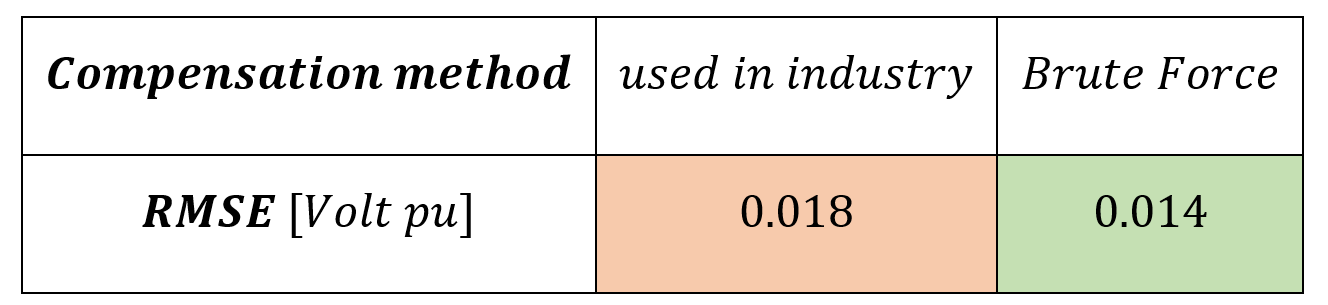 Compensation method used in industry Brute Force
RMSE [Volt pu] 0.018 0.014